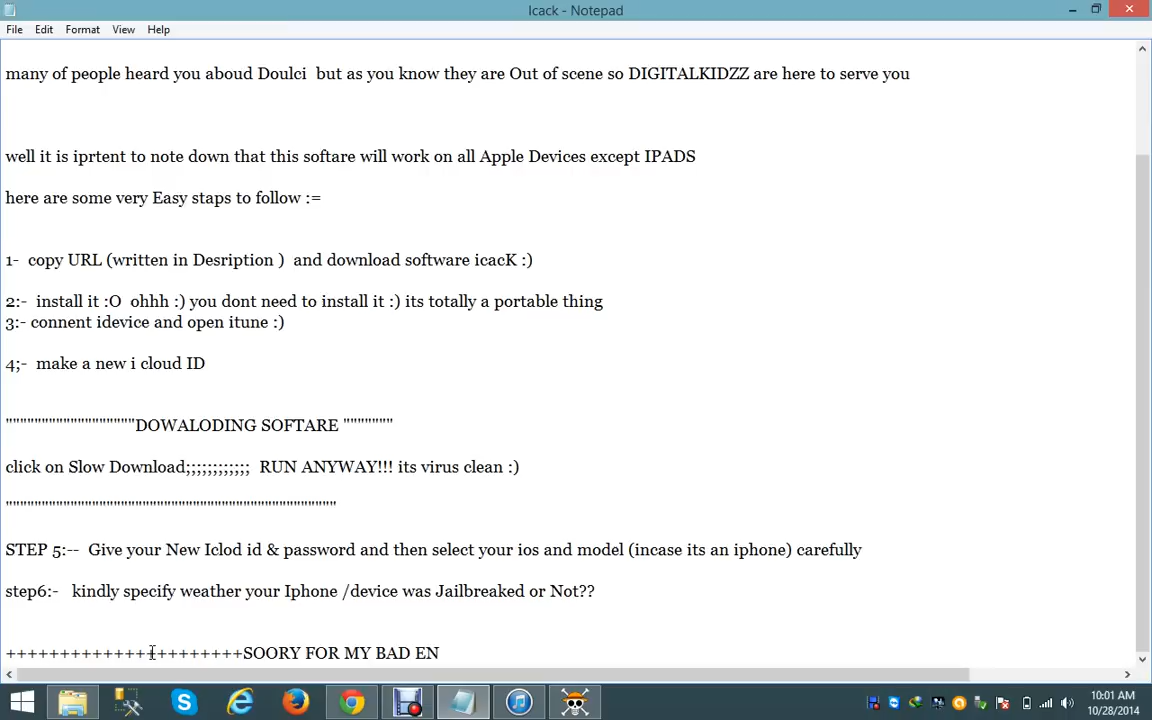 Icack - Notepad
File Edit Format View Help
many of people heard you aboud Doulci  but as you know they are Out of scene so DIGITALKIDZZ are here to serve you
well it is iprtent to note down that this softare will work on all Apple Devices except IPADS
here are some very Easy staps to follow :=
1-  copy URL (written in Desription )  and download software icacK :)
2:-  install it :O  ohhh :) you dont need to install it :) its totally a portable thing
3:- connent idevice and open itune :)
4;-  make a new i cloud ID
""""""""""""""""""DOWALODING SOFTARE """""""
click on Slow Download;;;;;;;;;;;;  RUN ANYWAY!!! its virus clean :)
""""""""""""""""""""""""""""""""""""""""""""""
STEP 5:--  Give your New Iclod id & password and then select your ios and model (incase its an iphone) carefully
step6:-   kindly specify weather your Iphone /device was Jailbreaked or Not??
++++++++++++++++++++++SOORY FOR MY BAD EN
10:01 AM
10/28/2014